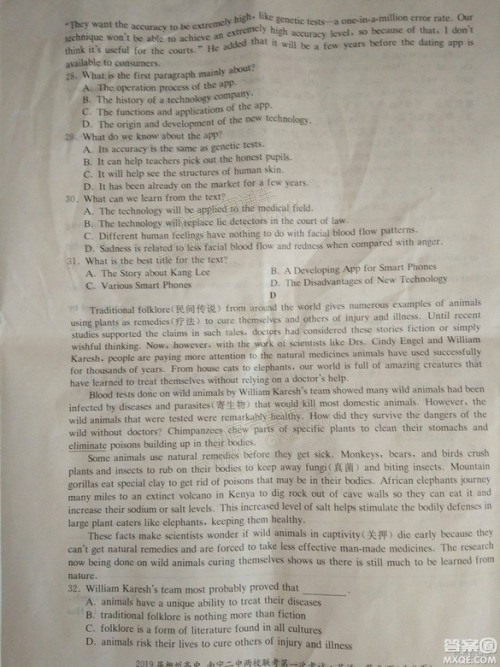 "They want the accuracy to be extremely high, like genetic tests—a one-in-a-million error rate. Our
technique won't be able to achieve an extremely high accuracy level, so because of that, I don't
think it's useful for the courts." He added that it will be a few years before the dating app is
available to consumers.
28. What is the first paragraph mainly about?
A. The operation process of the app.
B. The history of a technology company.
C. The functions and applications of the app.
D. The origin and development of the new technology.
29. What do we know about the app?
A. Its accuracy is the same as genetic tests.
B. It can help teachers pick out the honest pupils.
C. It will help see the structures of human skin.
D. It has been already on the market for a few years.
30. What can we learn from the text?
A. The technology will be applied to the medical field.
B. The technology will replace lie detectors in the court of law.
C. Different human feelings have nothing to do with facial blood flow patterns.
D. Sadness is related to less facial blood flow and redness when compared with anger.
31. What is the best title for the text?
A. The Story about Kang Lee B. A Developing App for Smart Phones
C. Various Smart Phones D. The Disadvantages of New Technology
D
Traditional folklore(民间传说) from around the world gives numerous examples of animals
using plants as remedies(疗法) to cure themselves and others of injury and illness. Until recent
studies supported the claims in such tales, doctors had considered these stories fiction or simply
wishful thinking. Now, however, with the work of scientists like Drs. Cindy Engel and William
Karesh, people are paying more attention to the natural medicines animals have used successfully
for thousands of years. From house cats to elephants, our world is full of amazing creatures that
have learned to treat themselves without relying on a doctor's help.
Blood tests done on wild animals by William Karesh's team showed many wild animals had been
infected by diseases and parasites(寄生物) that would kill most domestic animals. However, the
wild animals that were tested were remarkably healthy. How did they survive the dangers of the
wild without doctors? Chimpanzees chew parts of specific plants to clean their stomachs and
eliminate poisons building up in their bodies.
Some animals use natural remedies before they get sick. Monkeys, bears, and birds crush
plants and insects to rub on their bodies to keep away fungi(真菌) and biting insects. Mountain
gorillas eat special clay to get rid of poisons that may be in their bodies. African elephants journey
many miles to an extinct volcano in Kenya to dig rock out of cave walls so they can eat it and
increase their sodium or salt levels. This increased level of salt helps stimulate the bodily defenses in
large plant eaters like elephants, keeping them healthy.
These facts make scientists wonder if wild animals in captivity(关押) die early because they
can't get natural remedies and are forced to take less effective man-made medicines. The research
now being done on wild animals curing themselves shows us there is still much to be learned from
nature.
32. William Karesh's team most probably proved that ________.
A. animals have a unique ability to treat their diseases
B. traditional folklore is nothing more than fiction
C. folklore is a form of literature found in all cultures
D. animals risk their lives to cure others of injury and illness
2019届柳州高中、南宁二中两校联考第一次考试
答案圈
MXQE.COM